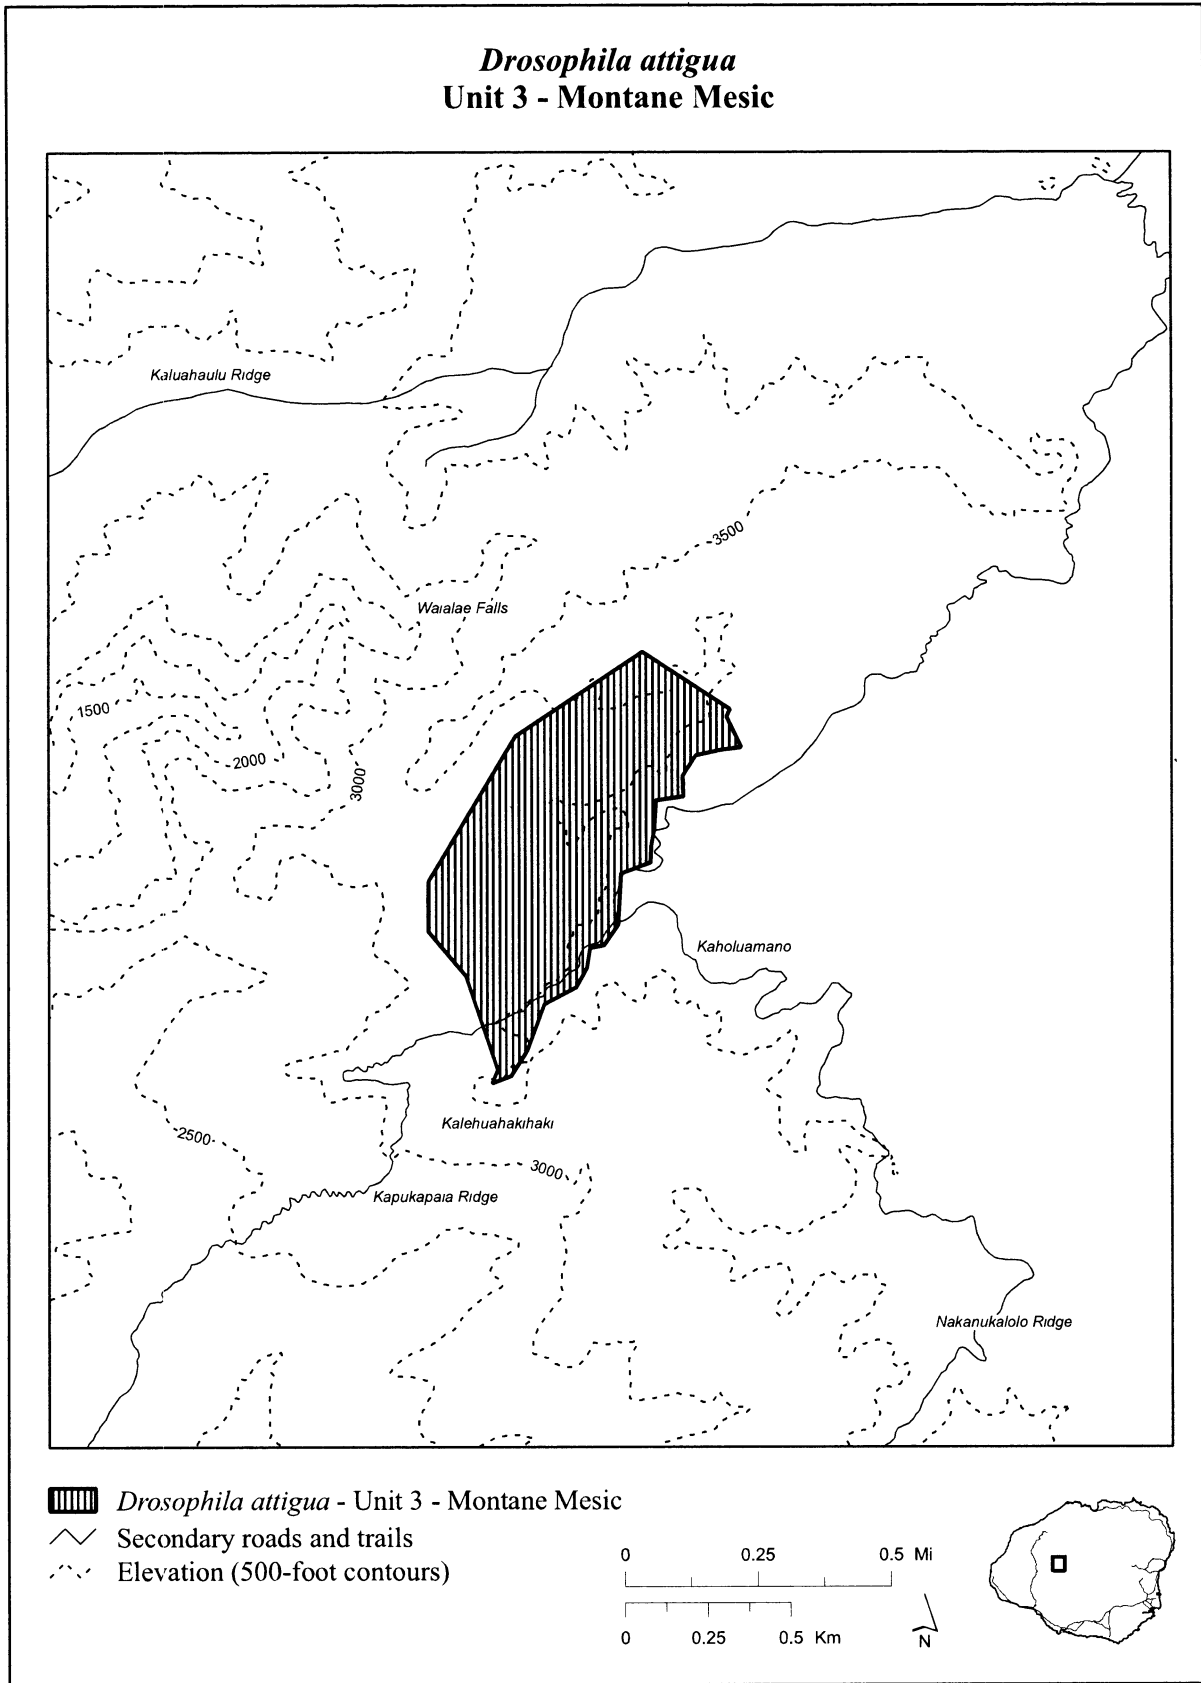 Drosophila attigua
Unit 3 - Montane Mesic
Kaluahaulu Ridge
3500
Waialae Falls
1500
2000
3000
Kaholuamano
Kalehuahakihaki
2500
3000
Kapukapaia Ridge
Nakanukalolo Ridge
Drosophila attigua - Unit 3 - Montane Mesic
Secondary roads and trails
Elevation (500-foot contours)
0 0.25 0.5 Mi
0 0.25 0.5 Km
N